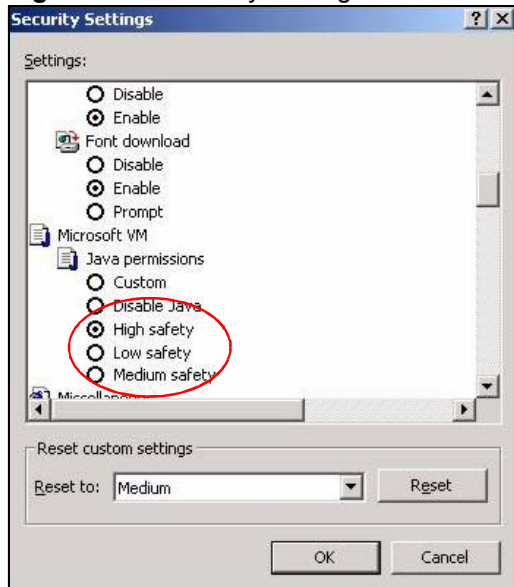 Security Settings
Settings:
Disable
Enable
Font download
Disable
Enable
Prompt
Microsoft VM
Java permissions
Custom
Disable Java
High safety
Low safety
Medium safety
Reset custom settings
Reset to: Medium Reset
OK Cancel